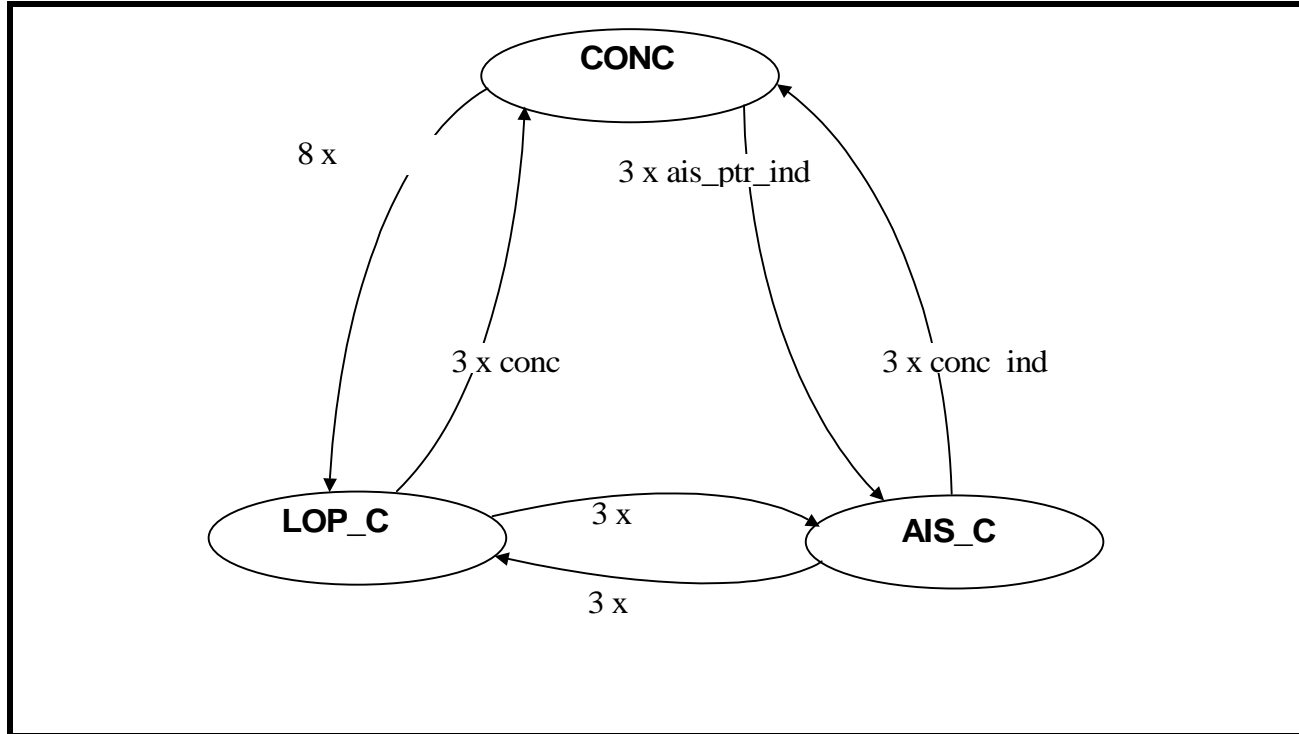 CONC
8 x
3 x ais_ptr_ind
3 x conc
3 x conc ind
LOP_C
3 x
AIS_C
3 x